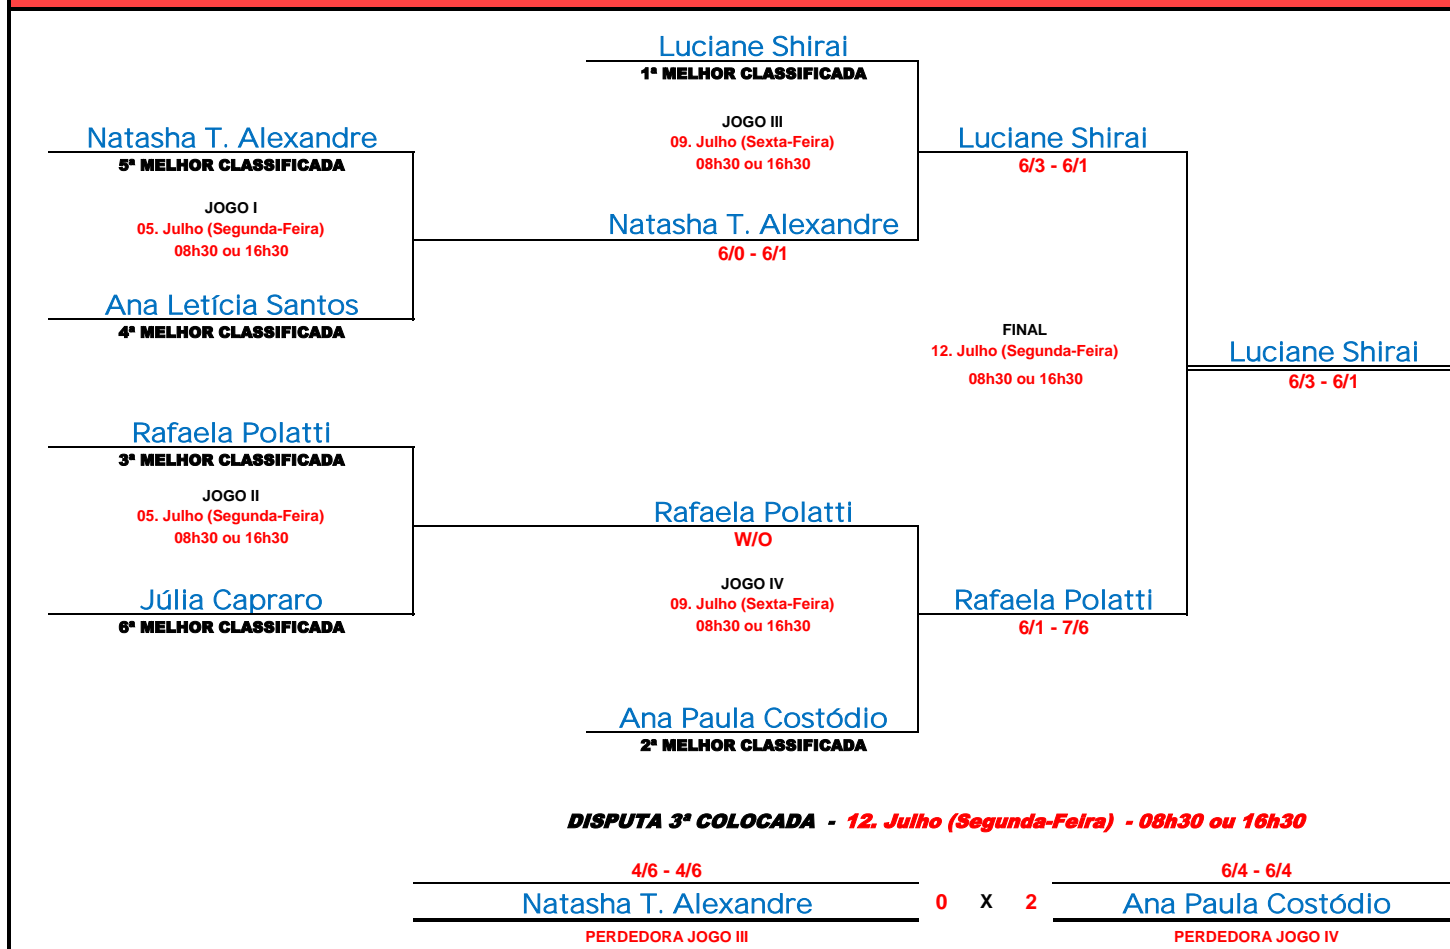 Luciane Shirai
1ª MELHOR CLASSIFICADA
JOGO III
09. Julho (Sexta-Feira)
08h30 ou 16h30
Natasha T. Alexandre
5ª MELHOR CLASSIFICADA
Luciane Shirai
6/3 - 6/1
JOGO I
05. Julho (Segunda-Feira)
08h30 ou 16h30
Natasha T. Alexandre
6/0 - 6/1
Ana Letícia Santos
4ª MELHOR CLASSIFICADA
FINAL
12. Julho (Segunda-Feira)
08h30 ou 16h30
Luciane Shirai
6/3 - 6/1
Rafaela Polatti
3ª MELHOR CLASSIFICADA
JOGO II
05. Julho (Segunda-Feira)
08h30 ou 16h30
Rafaela Polatti
W/O
JOGO IV
09. Julho (Sexta-Feira)
08h30 ou 16h30
Júlia Capraro
6ª MELHOR CLASSIFICADA
Rafaela Polatti
6/1 - 7/6
Ana Paula Costódio
2ª MELHOR CLASSIFICADA
DISPUTA 3ª COLOCADA - 12. Julho (Segunda-Feira) - 08h30 ou 16h30
4/6 - 4/6 6/4 - 6/4
Natasha T. Alexandre 0 X 2 Ana Paula Costódio
PERDEDORA JOGO III PERDEDORA JOGO IV